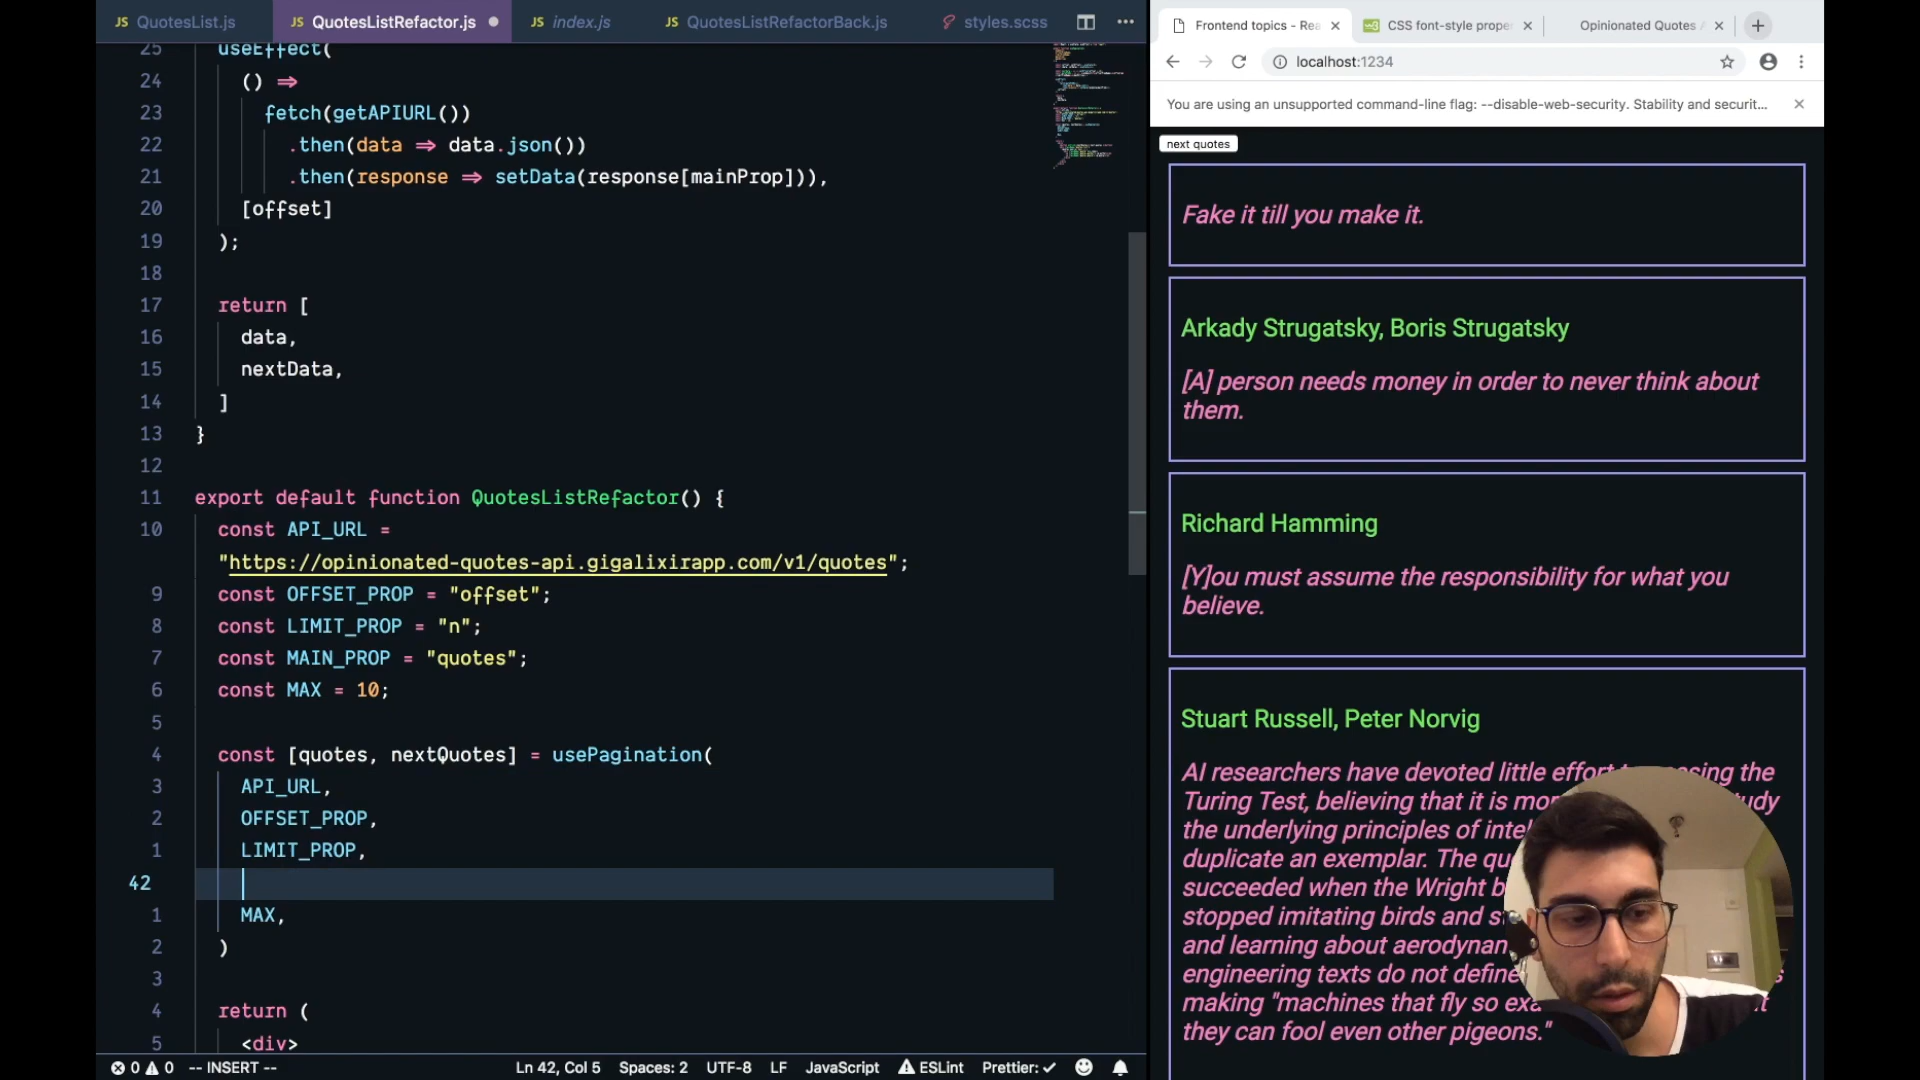 JS QuotesList.js
JS QuotesListRefactor.js
JS index.js
JS QuotesListRefactorBack.js
styles.scss
25 useEffect(
24 () ⇒
23 fetch(getAPIURL())
22 .then(data ⇒ data.json())
21 .then(response ⇒ setData(response[mainProp])),
20 [offset]
19 );
18
17 return [
16 data,
15 nextData,
14 ]
13 }
12
11 export default function QuotesListRefactor() {
10 const API_URL =
"https://opinionated-quotes-api.gigalixirapp.com/v1/quotes";
9 const OFFSET_PROP = "offset";
8 const LIMIT_PROP = "n";
7 const MAIN_PROP = "quotes";
6 const MAX = 10;
5
4 const [quotes, nextQuotes] = usePagination(
3 API_URL,
2 OFFSET_PROP,
1 LIMIT_PROP,
42
1 MAX,
2 )
3
4 return (
5 <div>
0 0 -- INSERT --
Ln 42, Col 5 Spaces: 2 UTF-8 LF JavaScript ESLint Prettier: ✓
Frontend topics - Rea
CSS font-style prope
Opinionated Quotes
localhost:1234
You are using an unsupported command-line flag: --disable-web-security. Stability and securit...
next quotes
Fake it till you make it.
Arkady Strugatsky, Boris Strugatsky
[A] person needs money in order to never think about
them.
Richard Hamming
[Y]ou must assume the responsibility for what you
believe.
Stuart Russell, Peter Norvig
AI researchers have devoted little effort the
Turing Test, believing that it is
the underlying principles of
duplicate an exemplar. The
succeeded when the Wright
stopped imitating birds and
and learning about
engineering texts do not
making "machines that fly so
they can fool even other pigeons."